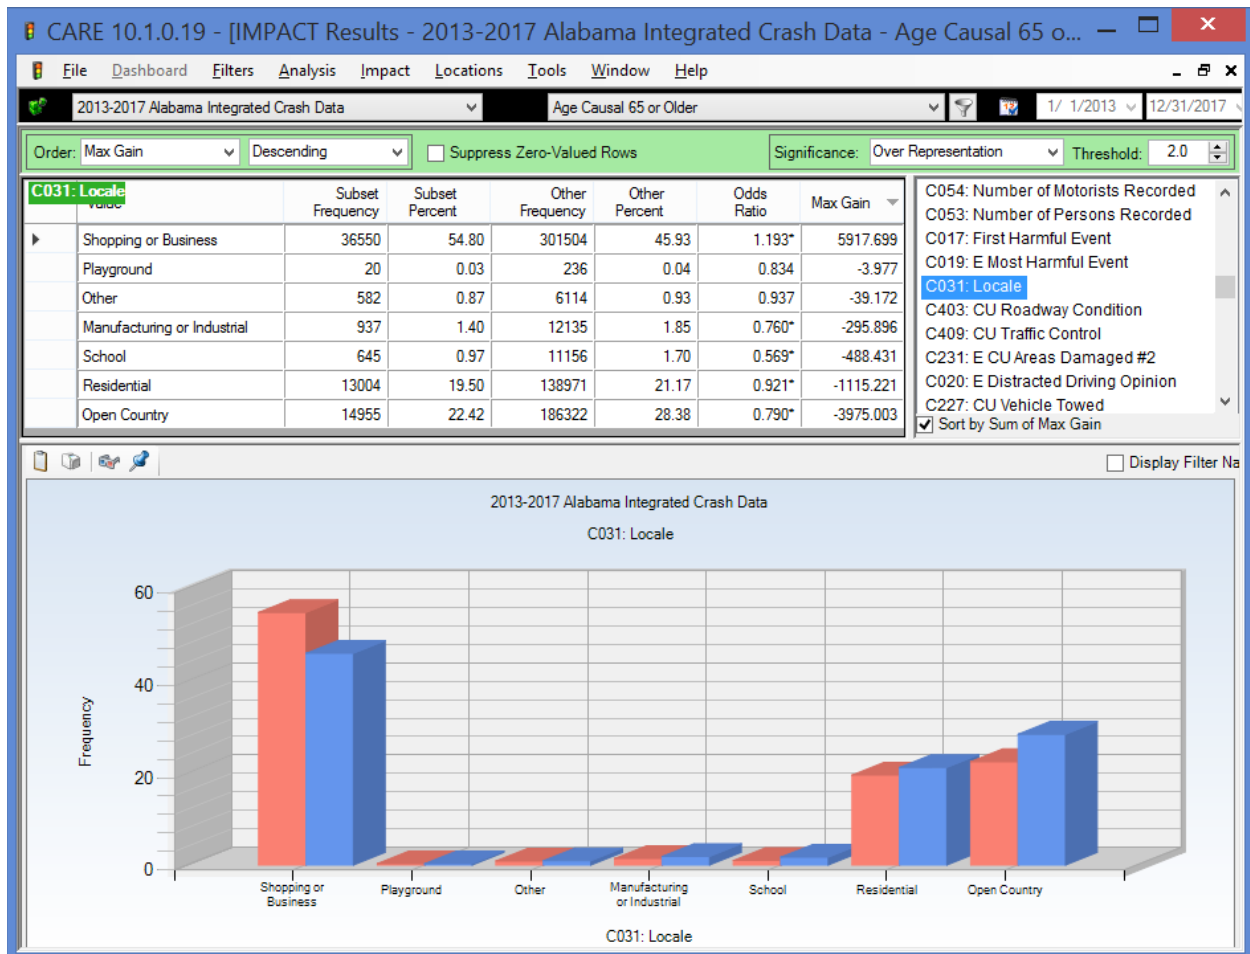 CARE 10.1.0.19 - [IMPACT Results - 2013-2017 Alabama Integrated Crash Data - Age Causal 65 o...
File Dashboard Filters Analysis Impact Locations Tools Window Help
2013-2017 Alabama Integrated Crash Data Age Causal 65 or Older 1/ 1/2013 12/31/2017
Order: Max Gain Descending Suppress Zero-Valued Rows Significance: Over Representation Threshold: 2.0
C031: Locale
Value Subset Frequency Subset Percent Other Frequency Other Percent Odds Ratio Max Gain
Shopping or Business 36550 54.80 301504 45.93 1.193* 5917.699
Playground 20 0.03 236 0.04 0.834 -3.977
Other 582 0.87 6114 0.93 0.937 -39.172
Manufacturing or Industrial 937 1.40 12135 1.85 0.760* -295.896
School 645 0.97 11156 1.70 0.569* -488.431
Residential 13004 19.50 138971 21.17 0.921* -1115.221
Open Country 14955 22.42 186322 28.38 0.790* -3975.003
C054: Number of Motorists Recorded
C053: Number of Persons Recorded
C017: First Harmful Event
C019: E Most Harmful Event
C031: Locale
C403: CU Roadway Condition
C409: CU Traffic Control
C231: E CU Areas Damaged #2
C020: E Distracted Driving Opinion
C227: CU Vehicle Towed
Sort by Sum of Max Gain
Display Filter Na
2013-2017 Alabama Integrated Crash Data
C031: Locale
60
40
20
0
Frequency
Shopping or Business
Playground
Other
Manufacturing or Industrial
School
Residential
Open Country
C031: Locale